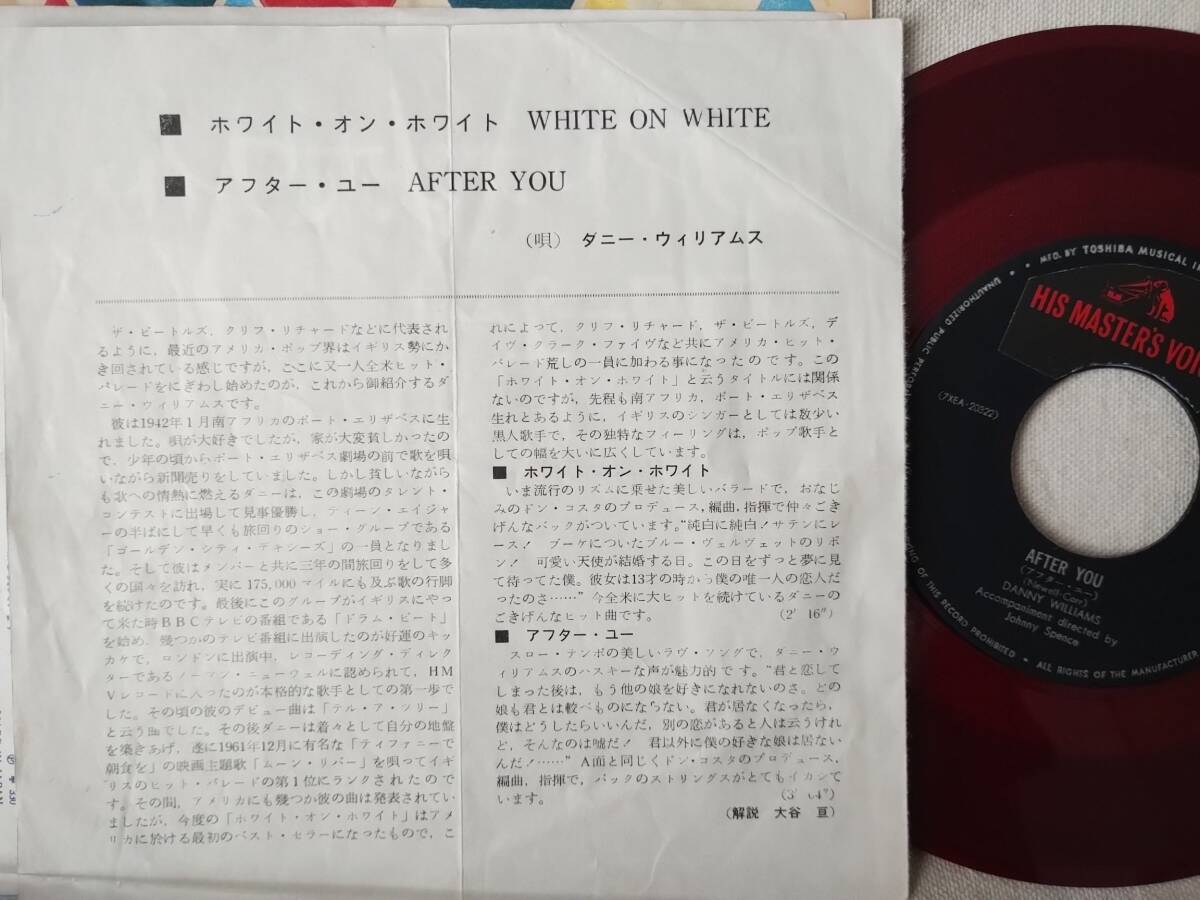 ■ ホワイト・オン・ホワイト WHITE ON WHITE
■ アフター・ユー AFTER YOU
（唄） ダニー・ウィリアムス
ザ・ビートルズ，クリフ・リチャードなどに代表され
るように，最近のアメリカ・ポップ界はイギリス勢にか
き回されている感じですが，ここに又一人全米ヒット・
パレードをにぎわし始めたのが，これから御紹介するダ
ニー・ウィリアムスです。
彼は1942年１月南アフリカのポート・エリザベスに生
れました。唄が大好きでしたが，家が大変貧しかったの
で，少年の頃からポート・エリザベス劇場の前で歌を唄
いながら新聞売りをしていました。しかし貧しいながら
も歌への情熱に燃えるダニーは，この劇場のタレント・
コンテストに出場して見事優勝し，ティーン・エイジャ
ーの半ばにして早くも旅回りのショー・グループである
「ゴールデン・シティ・デキシーズ」の一員となりまし
た。そして彼はメンバーと共に三年の間旅回りをして多
くの国々を訪れ，実に 175,000 マイルにも及ぶ歌の行脚
を続けたのです。最後にこのグループがイギリスにやっ
て来た時ＢＢＣテレビの番組である「ドラム・ビート」
を始め，幾つかのテレビ番組に出演したのが好運のキッ
カケで，ロンドンに出演中，レコーディング・ディレク
ターであるノーアン・ニューウェルに認められて，ＨＭ
Ｖレコードに入ったのが本格的な歌手としての第一歩で
した。その頃の彼のデビュー曲は「テル・ア・ツリー」
と云う曲でした。その後ダニーは着々として自分の地盤
を築きあげ，遂に1961年12月に有名な「ティファニーで
朝食を」の映画主題歌「ムーン・リバー」を唄ってイギ
リスのヒット・パレードの第１位にランクされたので
す。その間，アメリカにも幾つか彼の曲は発表されてい
ましたが，今度の「ホワイト・オン・ホワイト」はアメ
リカに於ける最初のベスト・セラーになったもので，こ
れによって，クリフ・リチャード，ザ・ビートルズ，デ
イヴ・クラーク・ファイヴなど共にアメリカ・ヒット・
パレード荒しの一員に加わる事になったのです。この
「ホワイト・オン・ホワイト」と云うタイトルには関係
ないのですが，先程も南アフリカ，ポート・エリザベス
生れとあるように，イギリスのシンガーとしては数少い
黒人歌手で，その独特なフィーリングは，ポップ歌手と
しての幅を大いに広くしています。
■ ホワイト・オン・ホワイト
いま流行のリズムに乗せた美しいバラードで，おなじ
みのドン・コスタのプロデュース，編曲，指揮で仲々ごき
げんなバックがついています。“純白に純白！サテンにレ
ース！ ブーケについたブルー・ヴェルヴェットのリボ
ン！ 可愛い天使が結婚する日。この日をずっと夢に見
て待ってた僕。彼女は13才の時から僕の唯一人の恋人だ
ったのさ……”今全米に大ヒットを続けているダニーの
ごきげんなヒット曲です。 (2′ 16″)
■ アフター・ユー
スロー・テンポの美しいラヴ・ソングで，ダニー・ウ
ィリアムスのハスキーな声が魅力的です。“君と恋して
しまった後は，もう他の娘を好きになれないのさ。どの
娘も君とは較べものにならない。君が居なくなったら，
僕はどうしたらいいんだ，別の恋があると人は云うけれ
ど，そんなのは嘘だ！ 君以外に僕の好きな娘は居ない
んだ！……” Ａ面と同じくドン・コスタのプロデュース，
編曲，指揮で，バックのストリングスがとてもイカシて
います。 (3′ 04″)
（解説 大谷 亘）
MFD. BY TOSHIBA MUSICAL
UNAUTHORIZED PUBLIC
HIS MASTER'S
(7XEA-20522)
AFTER YOU
(アフター・ユー)
(Newell-Carr)
DANNY WILLIAMS
Accompaniment directed by
Johnny Spence
OF THIS RECORD PROHIBITED • ALL RIGHTS OF THE MANUFACTURER